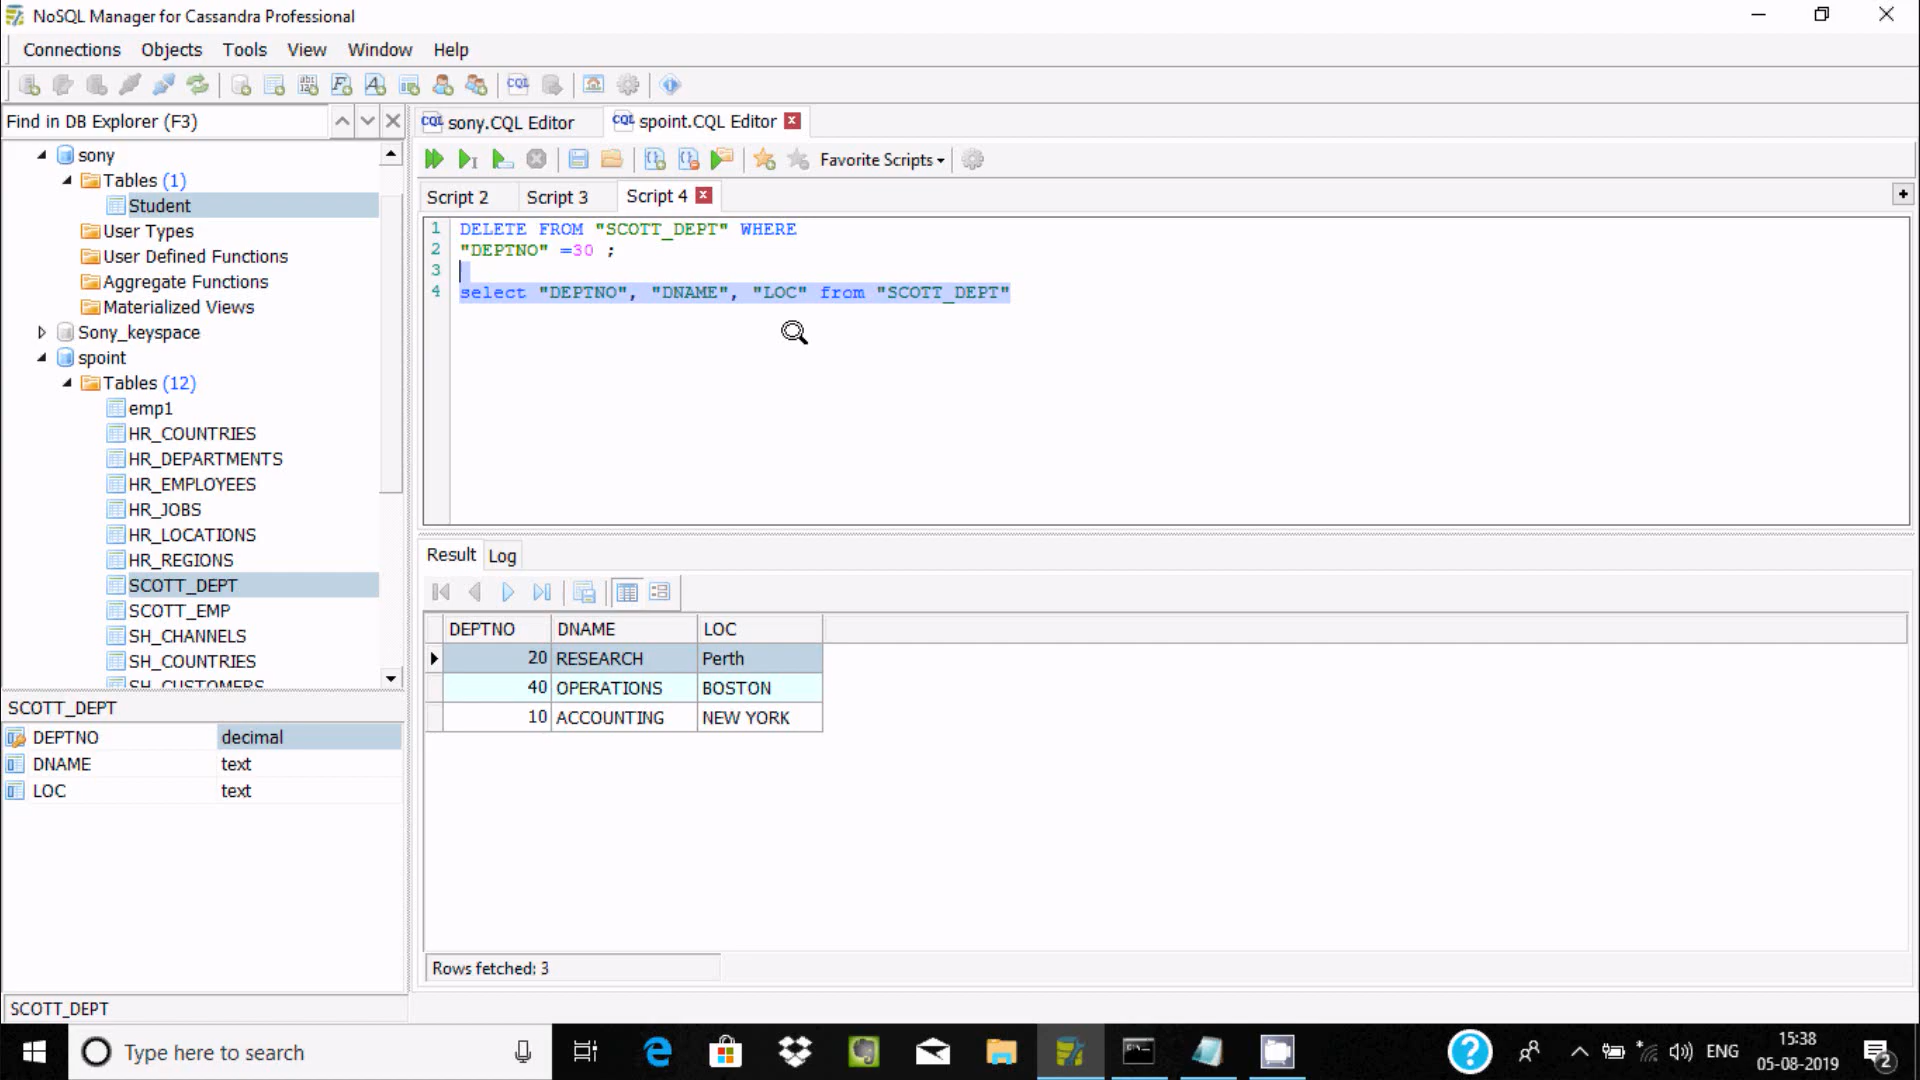 NoSQL Manager for Cassandra Professional
Connections Objects Tools View Window Help
Find in DB Explorer (F3)
sony
Tables (1)
Student
User Types
User Defined Functions
Aggregate Functions
Materialized Views
Sony_keyspace
spoint
Tables (12)
emp1
HR_COUNTRIES
HR_DEPARTMENTS
HR_EMPLOYEES
HR_JOBS
HR_LOCATIONS
HR_REGIONS
SCOTT_DEPT
SCOTT_EMP
SH_CHANNELS
SH_COUNTRIES
SH_CUSTOMERS
SCOTT_DEPT
DEPTNO decimal
DNAME text
LOC text
SCOTT_DEPT
CQL sony.CQL Editor CQL spoint.CQL Editor
Favorite Scripts
Script 2 Script 3 Script 4
1 DELETE FROM "SCOTT_DEPT" WHERE
2 "DEPTNO" =30 ;
3
4 select "DEPTNO", "DNAME", "LOC" from "SCOTT_DEPT"
Result Log
DEPTNO DNAME LOC
20 RESEARCH Perth
40 OPERATIONS BOSTON
10 ACCOUNTING NEW YORK
Rows fetched: 3
Type here to search
ENG
15:38
05-08-2019
2